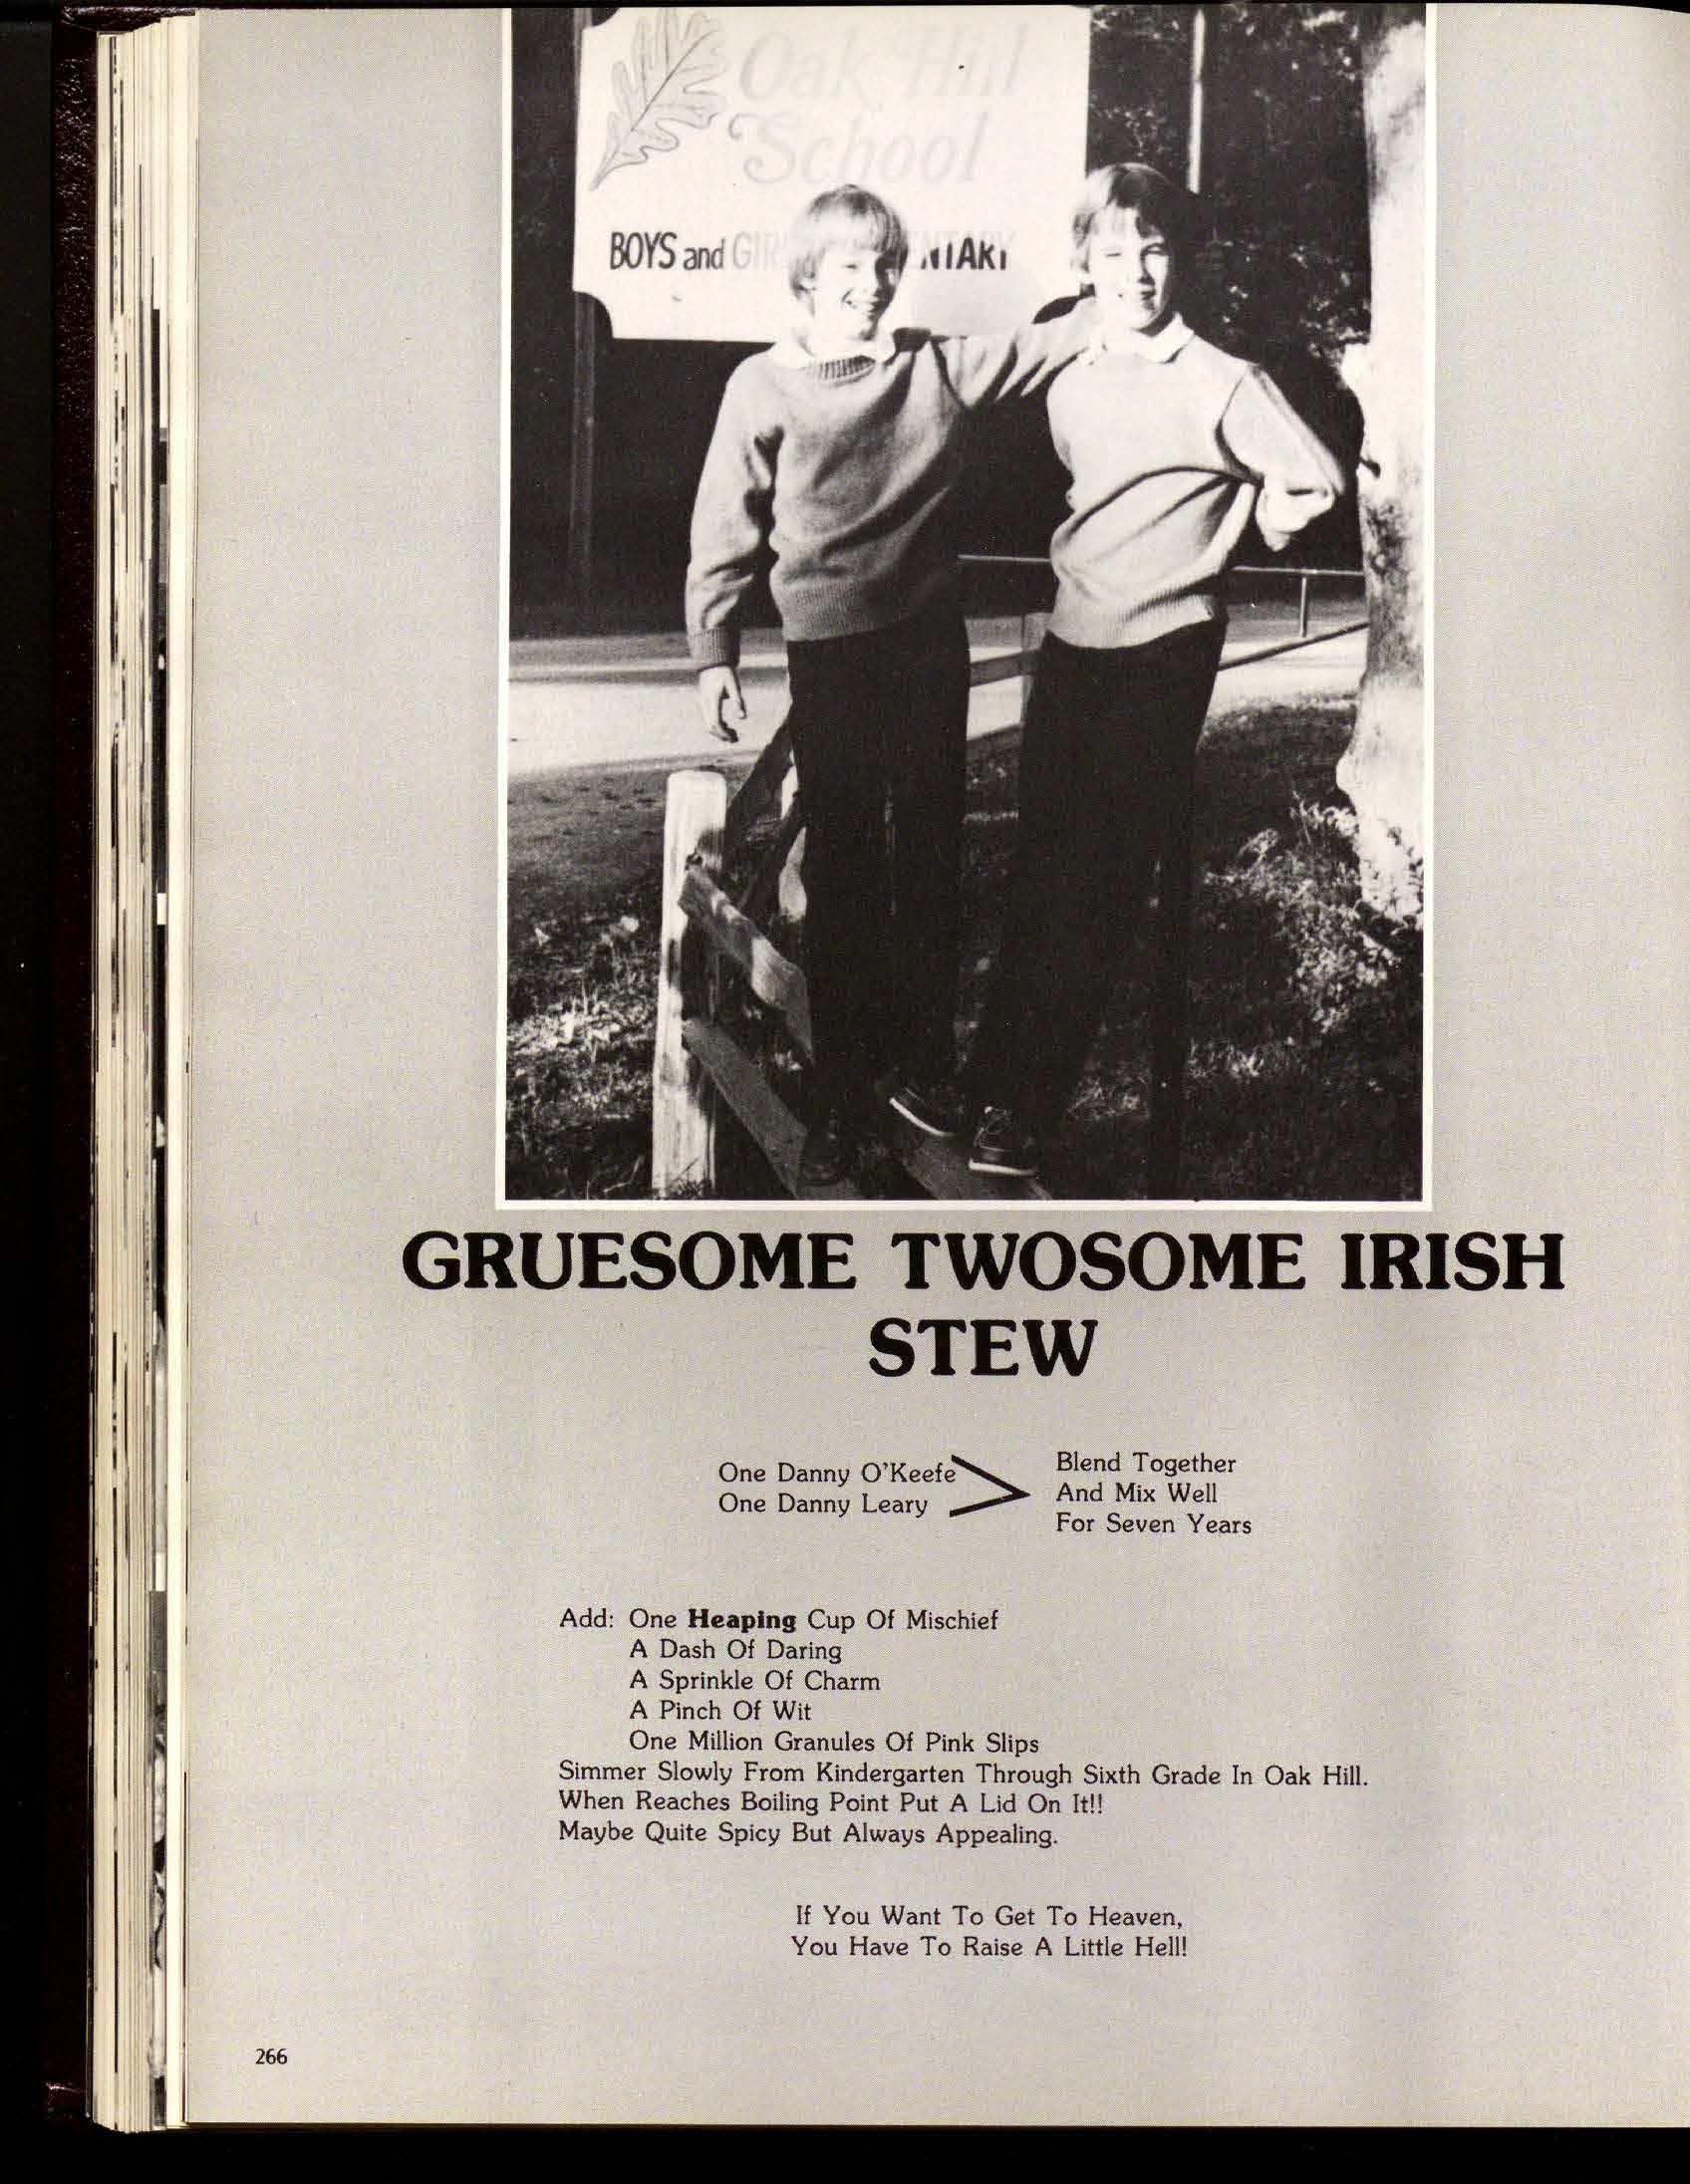 Oak Hill
School
BOYS and
GRUESOME TWOSOME IRISH
STEW
One Danny O'Keefe
One Danny Leary
Blend Together
And Mix Well
For Seven Years
Add: One Heaping Cup Of Mischief
A Dash Of Daring
A Sprinkle Of Charm
A Pinch Of Wit
One Million Granules Of Pink Slips
Simmer Slowly From Kindergarten Through Sixth Grade In Oak Hill.
When Reaches Boiling Point Put A Lid On It!!
Maybe Quite Spicy But Always Appealing.
If You Want To Get To Heaven,
You Have To Raise A Little Hell!
266